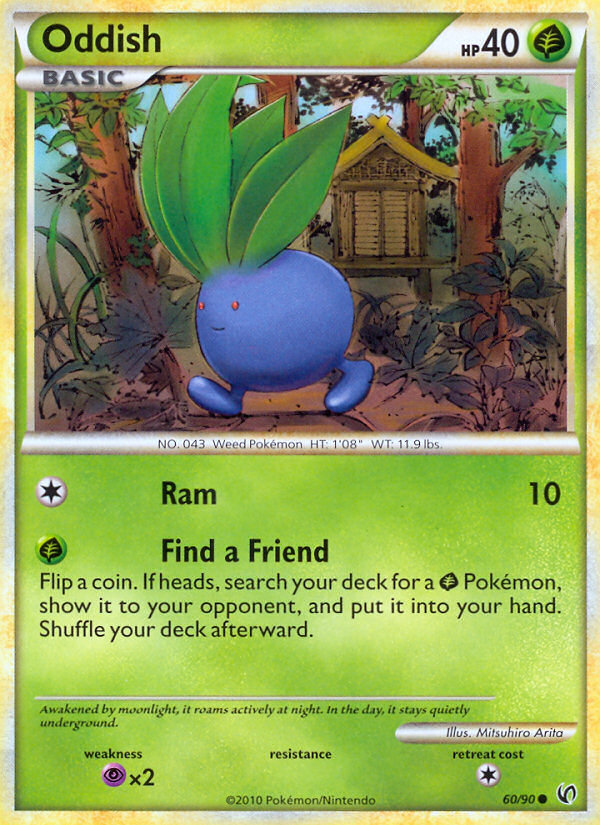 Oddish HP40
BASIC
NO. 043 Weed Pokémon HT: 1'08" WT: 11.9 lbs.
Ram 10
Find a Friend
Flip a coin. If heads, search your deck for a Pokémon,
show it to your opponent, and put it into your hand.
Shuffle your deck afterward.
Awakened by moonlight, it roams actively at night. In the day, it stays quietly
underground.
Illus. Mitsuhiro Arita
weakness resistance retreat cost
×2
©2010 Pokémon/Nintendo 60/90